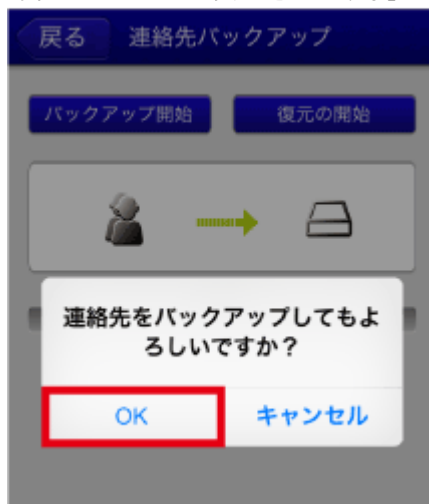 戻る 連絡先バックアップ
バックアップ開始 復元の開始
連絡先をバックアップしてもよ
ろしいですか？
OK キャンセル